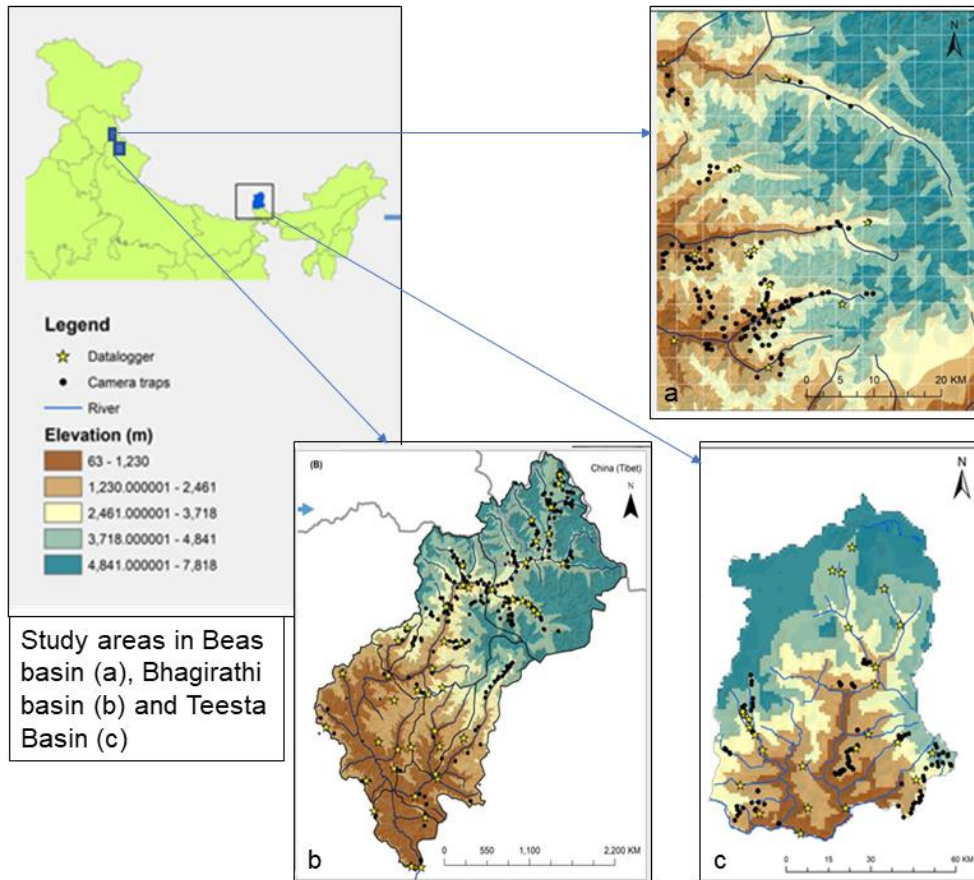 Legend
Datalogger
Camera traps
River
Elevation (m)
63 - 1,230
1,230.000001 - 2,461
2,461.000001 - 3,718
3,718.000001 - 4,841
4,841.000001 - 7,818
Study areas in Beas
basin (a), Bhagirathi
basin (b) and Teesta
Basin (c)
N
0 5 10 20 KM
a
(B)
China (Tibet)
N
0 550 1,100 2,200 KM
b
N
0 15 30 60 KM
c